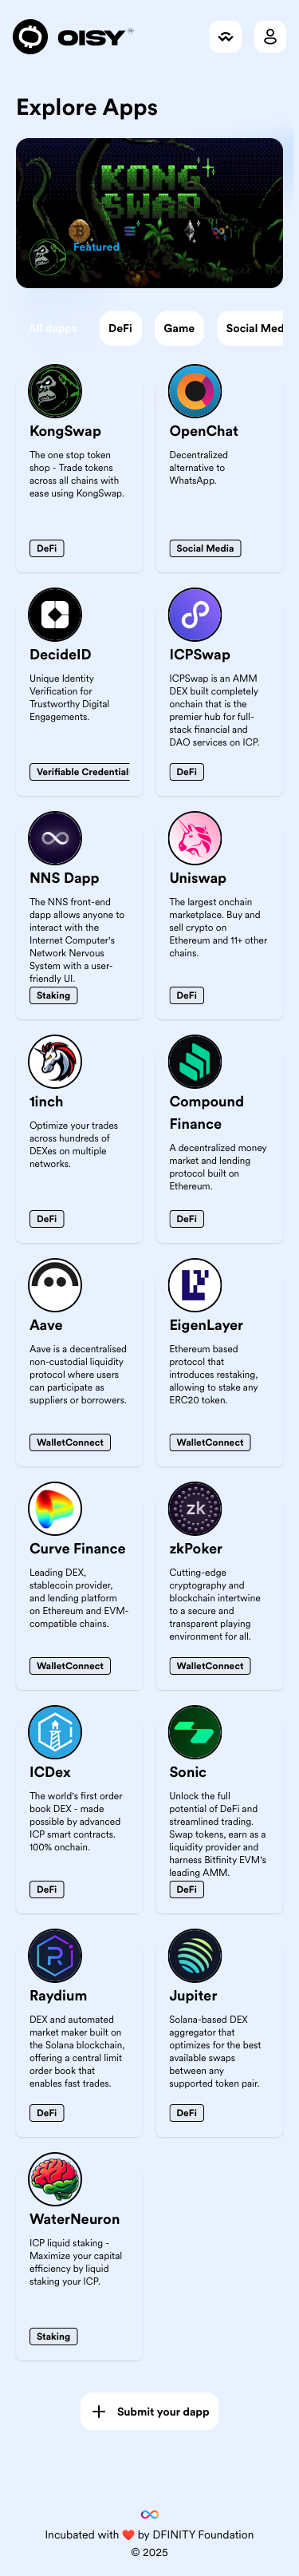 OISY
Explore Apps
KONG
SWAP
Featured
All dapps
DeFi
Game
Social Med
KongSwap
The one stop token
shop - Trade tokens
across all chains with
ease using KongSwap.
DeFi
OpenChat
Decentralized
alternative to
WhatsApp.
Social Media
DecideID
Unique Identity
Verification for
Trustworthy Digital
Engagements.
Verifiable Credential
ICPSwap
ICPSwap is an AMM
DEX built completely
onchain that is the
premier hub for full-
stack financial and
DAO services on ICP.
DeFi
NNS Dapp
The NNS front-end
dapp allows anyone to
interact with the
Internet Computer's
Network Nervous
System with a user-
friendly UI.
Staking
Uniswap
The largest onchain
marketplace. Buy and
sell crypto on
Ethereum and 11+ other
chains.
DeFi
1inch
Optimize your trades
across hundreds of
DEXes on multiple
networks.
DeFi
Compound
Finance
A decentralized money
market and lending
protocol built on
Ethereum.
DeFi
Aave
Aave is a decentralised
non-custodial liquidity
protocol where users
can participate as
suppliers or borrowers.
WalletConnect
EigenLayer
Ethereum based
protocol that
introduces restaking,
allowing to stake any
ERC20 token.
WalletConnect
Curve Finance
Leading DEX,
stablecoin provider,
and lending platform
on Ethereum and EVM-
compatible chains.
WalletConnect
zk
zkPoker
Cutting-edge
cryptography and
blockchain intertwine
to a secure and
transparent playing
environment for all.
WalletConnect
ICDex
The world's first order
book DEX - made
possible by advanced
ICP smart contracts.
100% onchain.
DeFi
Sonic
Unlock the full
potential of DeFi and
streamlined trading.
Swap tokens, earn as a
liquidity provider and
harness Bitfinity EVM's
leading AMM.
DeFi
Raydium
DEX and automated
market maker built on
the Solana blockchain,
offering a central limit
order book that
enables fast trades.
DeFi
Jupiter
Solana-based DEX
aggregator that
optimizes for the best
available swaps
between any
supported token pair.
DeFi
WaterNeuron
ICP liquid staking -
Maximize your capital
efficiency by liquid
staking your ICP.
Staking
Submit your dapp
Incubated with ❤️ by DFINITY Foundation
© 2025